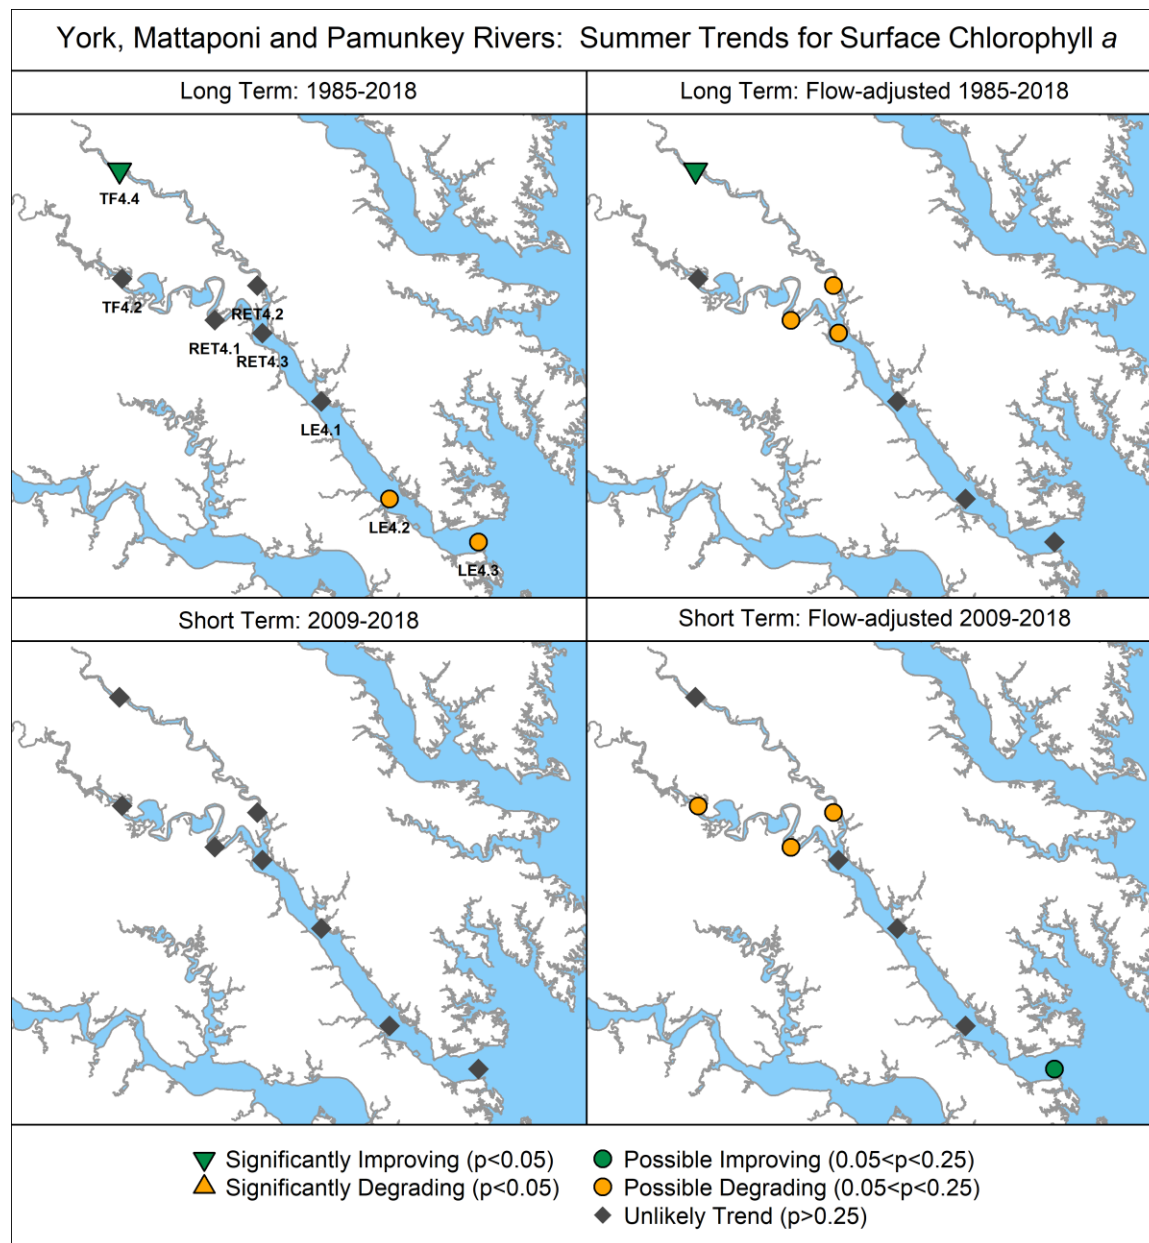 York, Mattaponi and Pamunkey Rivers: Summer Trends for Surface Chlorophyll a
Long Term: 1985-2018
Long Term: Flow-adjusted 1985-2018
TF4.4
TF4.2
RET4.2
RET4.1
RET4.3
LE4.1
LE4.2
LE4.3
Short Term: 2009-2018
Short Term: Flow-adjusted 2009-2018
Significantly Improving (p<0.05)
Significantly Degrading (p<0.05)
Possible Improving (0.05<p<0.25)
Possible Degrading (0.05<p<0.25)
Unlikely Trend (p>0.25)